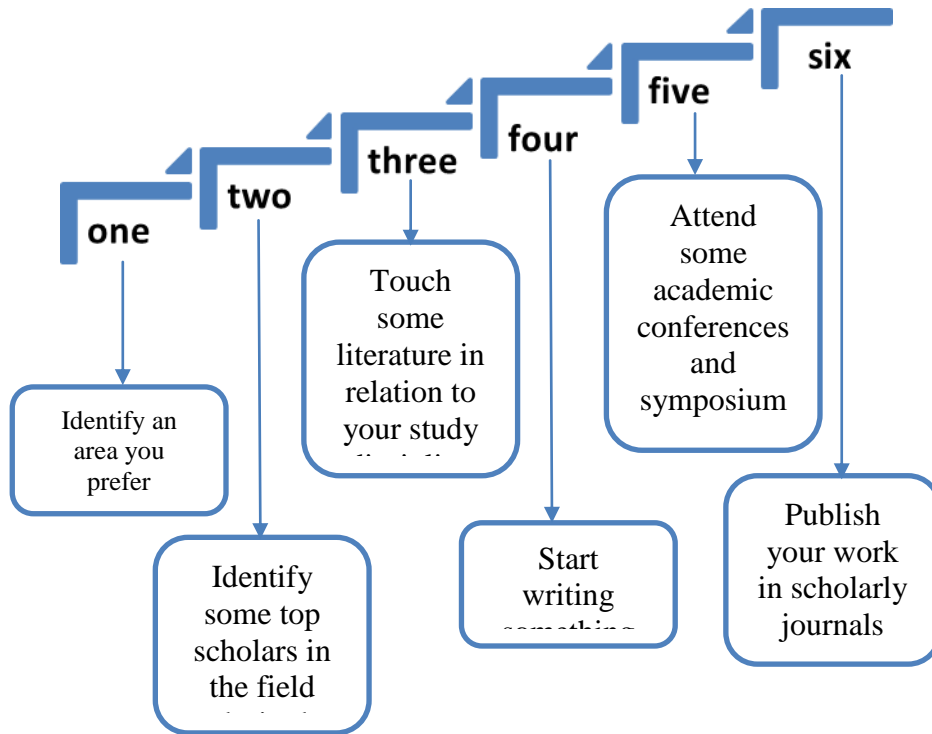 one
two
three
four
five
six
Identify an
area you
prefer
Identify
some top
scholars in
the field
Touch
some
literature in
relation to
your study
Start
writing
something
Attend
some
academic
conferences
and
symposium
Publish
your work
in scholarly
journals